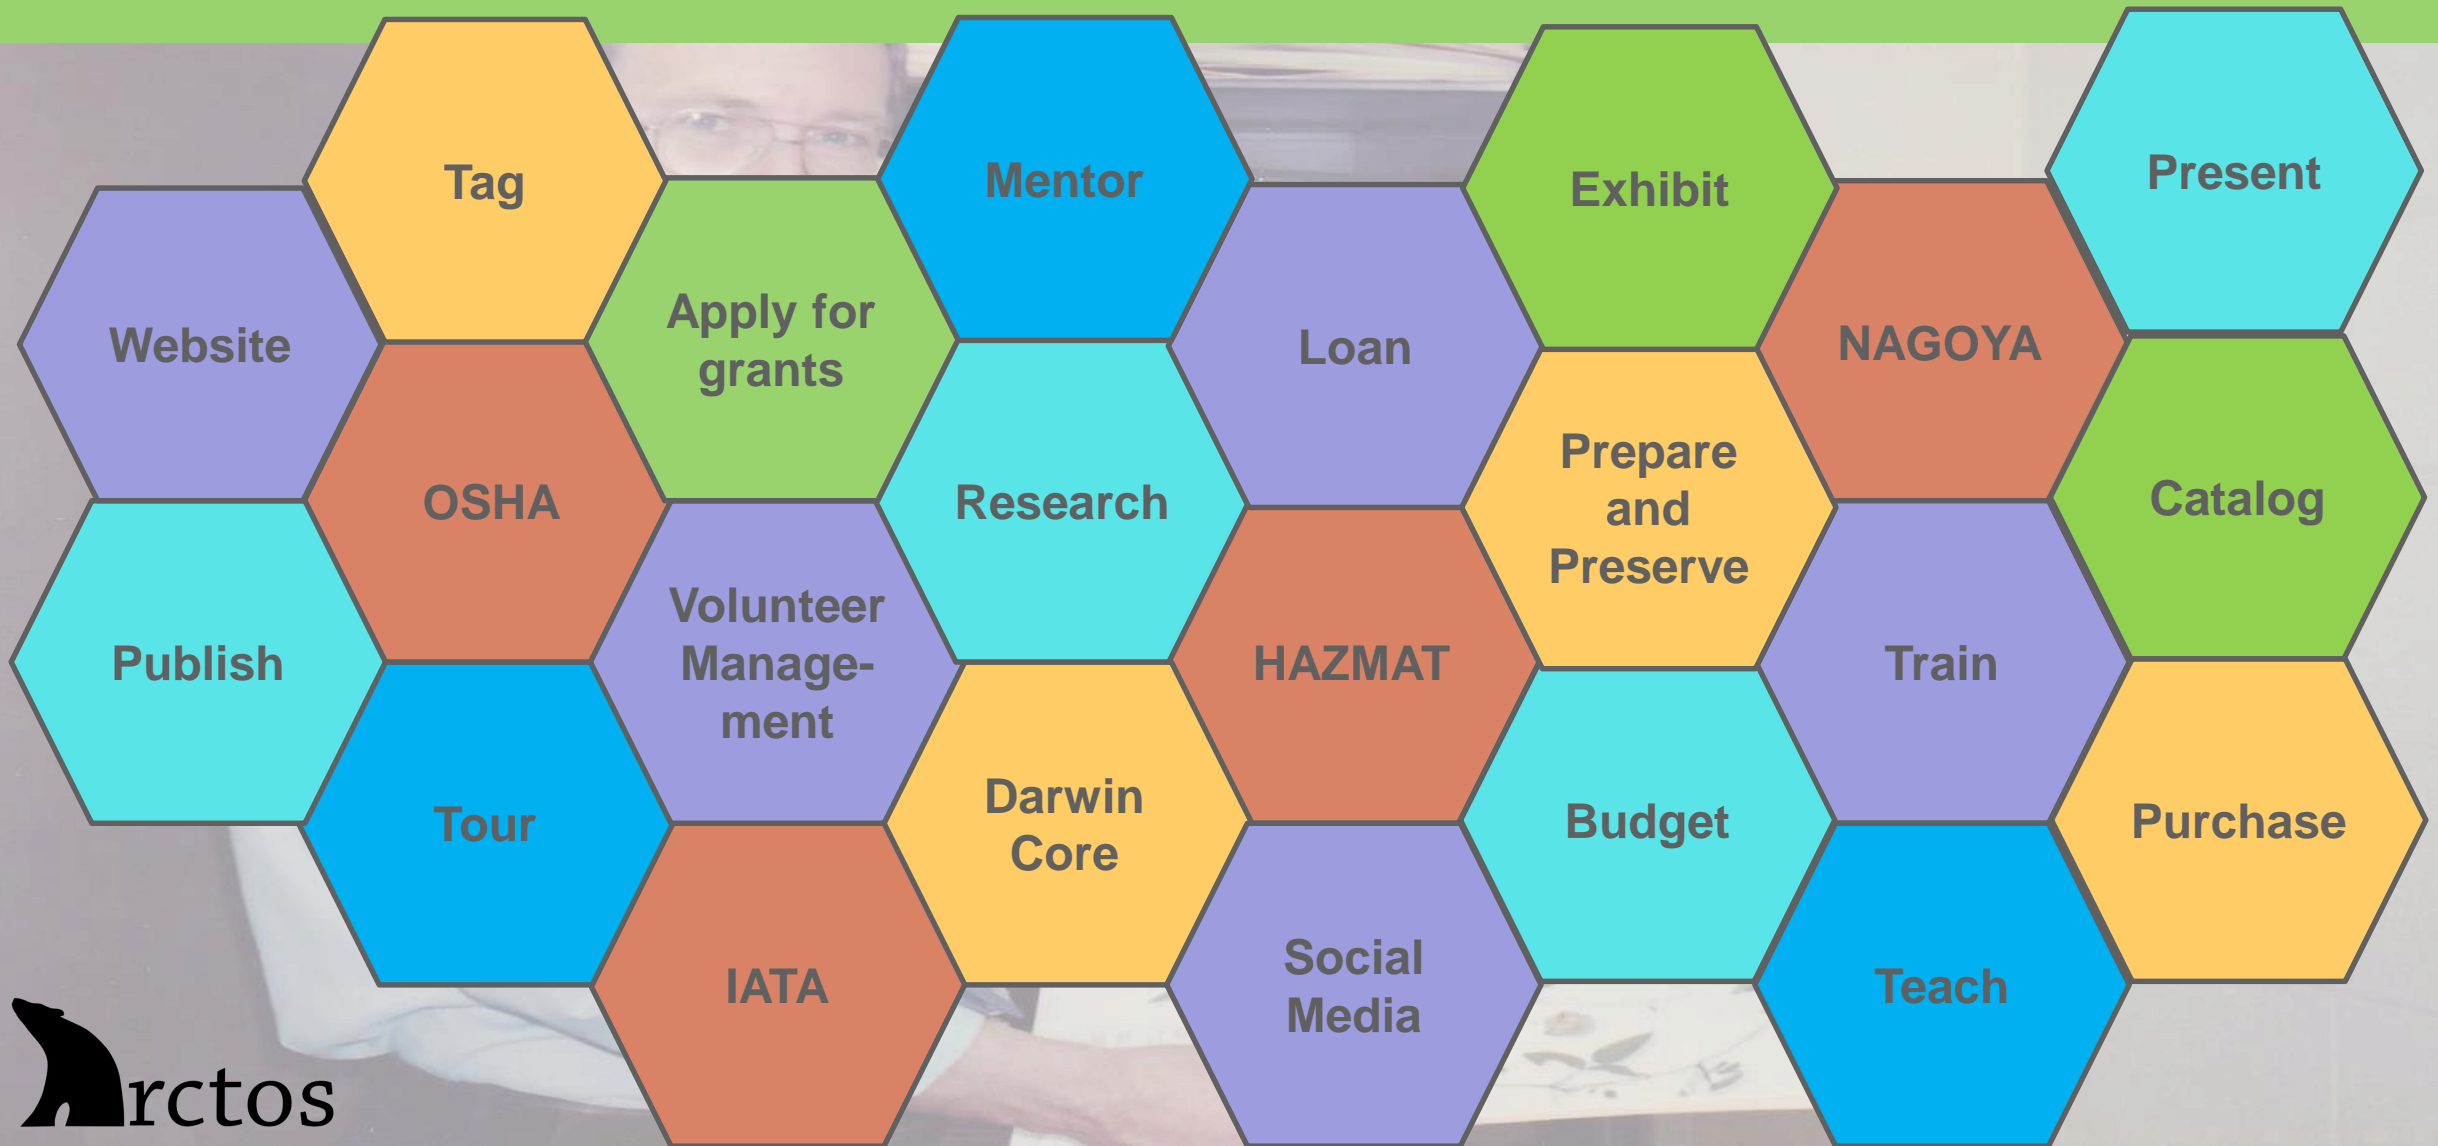 Tag
Mentor
Exhibit
Present
Website
Apply for
grants
Loan
NAGOYA
OSHA
Research
Prepare
and
Preserve
Catalog
Publish
Volunteer
Manage-
ment
HAZMAT
Train
Tour
Darwin
Core
Budget
Purchase
IATA
Social
Media
Teach
Arctos